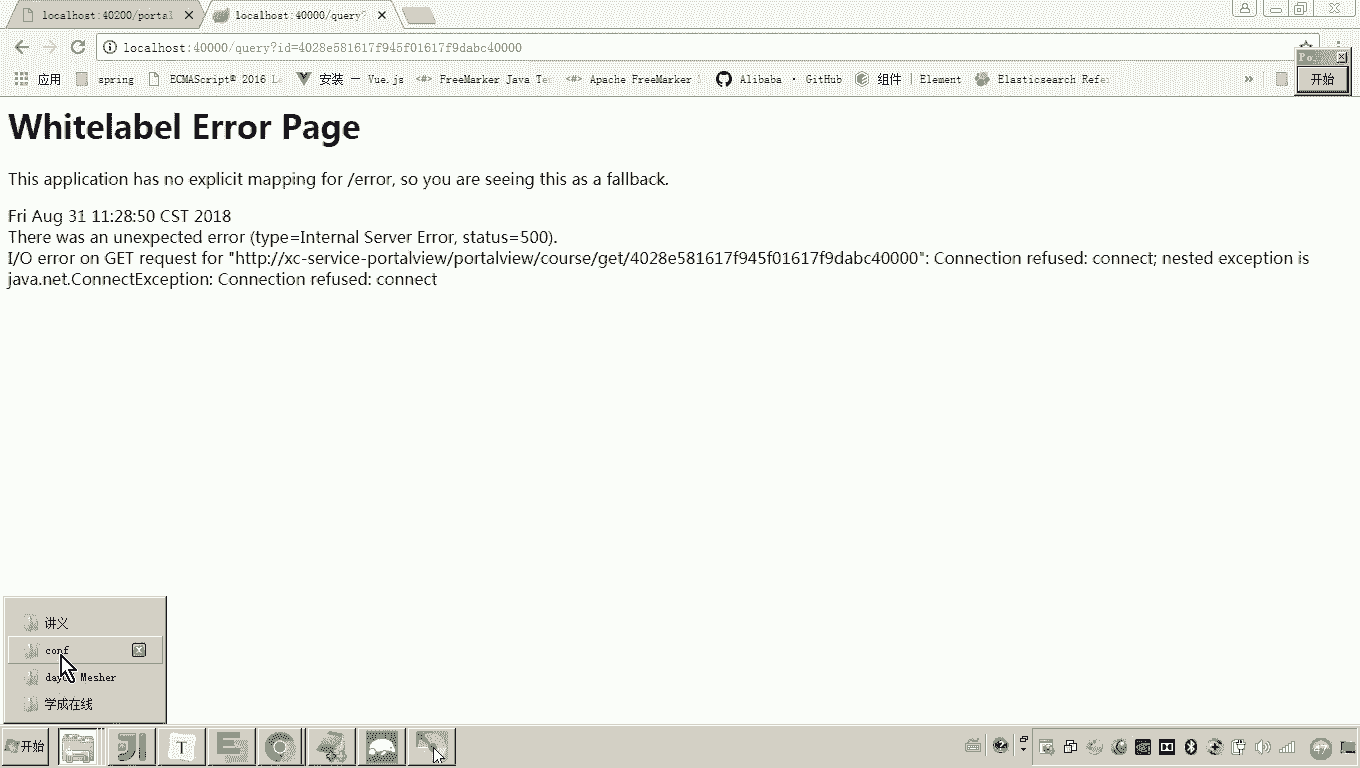 localhost:40200/portal
localhost:40000/query?
localhost:40000/query?id=4028e581617f945f01617f9dabc40000
应用 spring ECMAScript® 2016 La 安装 — Vue.js FreeMarker Java Te Apache FreeMarker Alibaba · GitHub 组件 | Element Elasticsearch Refe »
Po
开始
Whitelabel Error Page
This application has no explicit mapping for /error, so you are seeing this as a fallback.
Fri Aug 31 11:28:50 CST 2018
There was an unexpected error (type=Internal Server Error, status=500).
I/O error on GET request for "http://xc-service-portalview/portalview/course/get/4028e581617f945f01617f9dabc40000": Connection refused: connect; nested exception is
java.net.ConnectException: Connection refused: connect
讲义
conf
Mesher
学成在线
开始
T
47